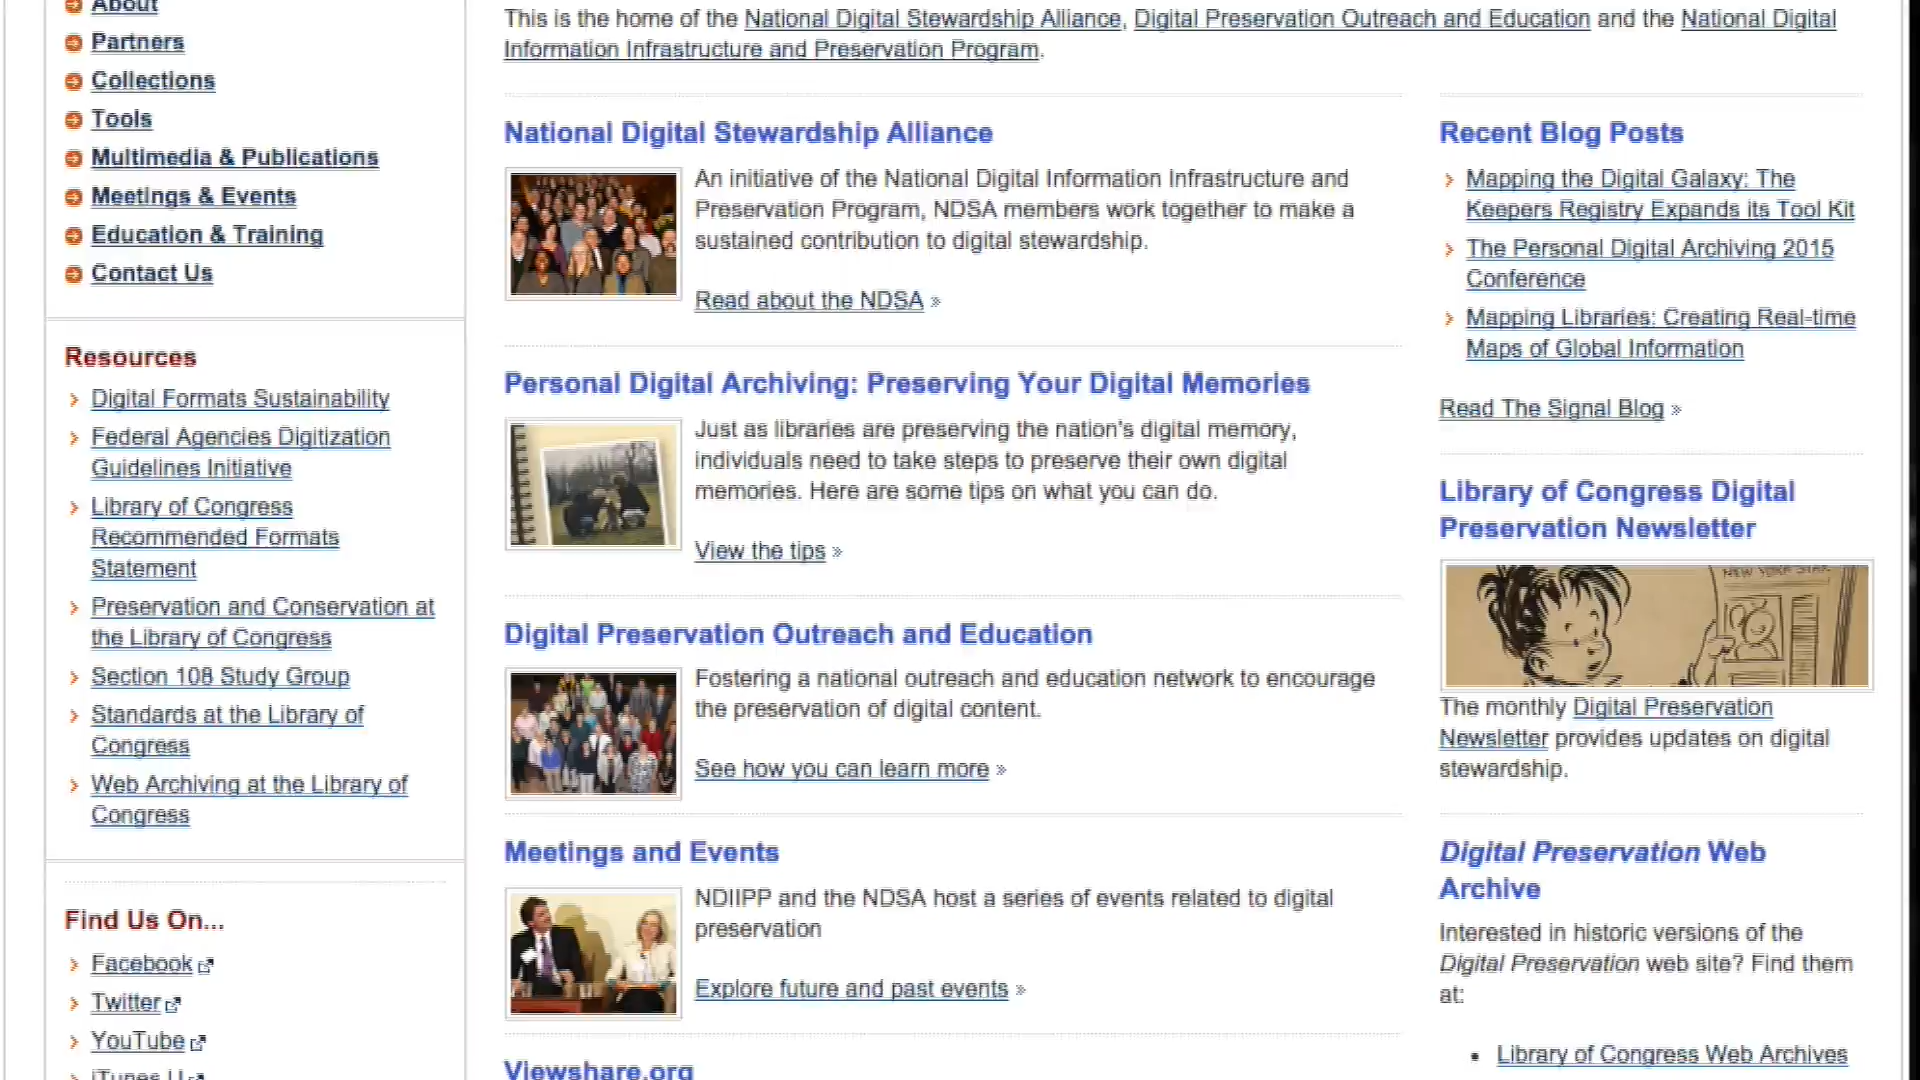 About
Partners
Collections
Tools
Multimedia & Publications
Meetings & Events
Education & Training
Contact Us
Resources
Digital Formats Sustainability
Federal Agencies Digitization
Guidelines Initiative
Library of Congress
Recommended Formats
Statement
Preservation and Conservation at
the Library of Congress
Section 108 Study Group
Standards at the Library of
Congress
Web Archiving at the Library of
Congress
Find Us On...
Facebook
Twitter
YouTube
iTunes U
This is the home of the National Digital Stewardship Alliance, Digital Preservation Outreach and Education and the National Digital
Information Infrastructure and Preservation Program.
National Digital Stewardship Alliance
An initiative of the National Digital Information Infrastructure and
Preservation Program, NDSA members work together to make a
sustained contribution to digital stewardship.
Read about the NDSA »
Personal Digital Archiving: Preserving Your Digital Memories
Just as libraries are preserving the nation's digital memory,
individuals need to take steps to preserve their own digital
memories. Here are some tips on what you can do.
View the tips »
Digital Preservation Outreach and Education
Fostering a national outreach and education network to encourage
the preservation of digital content.
See how you can learn more »
Meetings and Events
NDIIPP and the NDSA host a series of events related to digital
preservation
Explore future and past events »
Viewshare.org
Recent Blog Posts
Mapping the Digital Galaxy: The
Keepers Registry Expands its Tool Kit
The Personal Digital Archiving 2015
Conference
Mapping Libraries: Creating Real-time
Maps of Global Information
Read The Signal Blog »
Library of Congress Digital
Preservation Newsletter
NEW YORK STAR
The monthly Digital Preservation
Newsletter provides updates on digital
stewardship.
Digital Preservation Web
Archive
Interested in historic versions of the
Digital Preservation web site? Find them
at:
• Library of Congress Web Archives